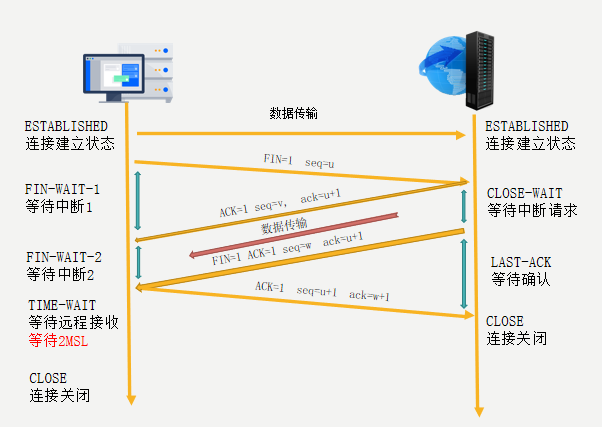 数据传输
ESTABLISHED
连接建立状态
ESTABLISHED
连接建立状态
FIN=1 seq=u
FIN-WAIT-1
等待中断1
ACK=1 seq=v, ack=u+1
CLOSE-WAIT
等待中断请求
数据传输
FIN=1 ACK=1 seq=w ack=u+1
FIN-WAIT-2
等待中断2
LAST-ACK
等待确认
ACK=1 seq=u+1 ack=w+1
TIME-WAIT
等待远程接收
等待2MSL
CLOSE
连接关闭
CLOSE
连接关闭